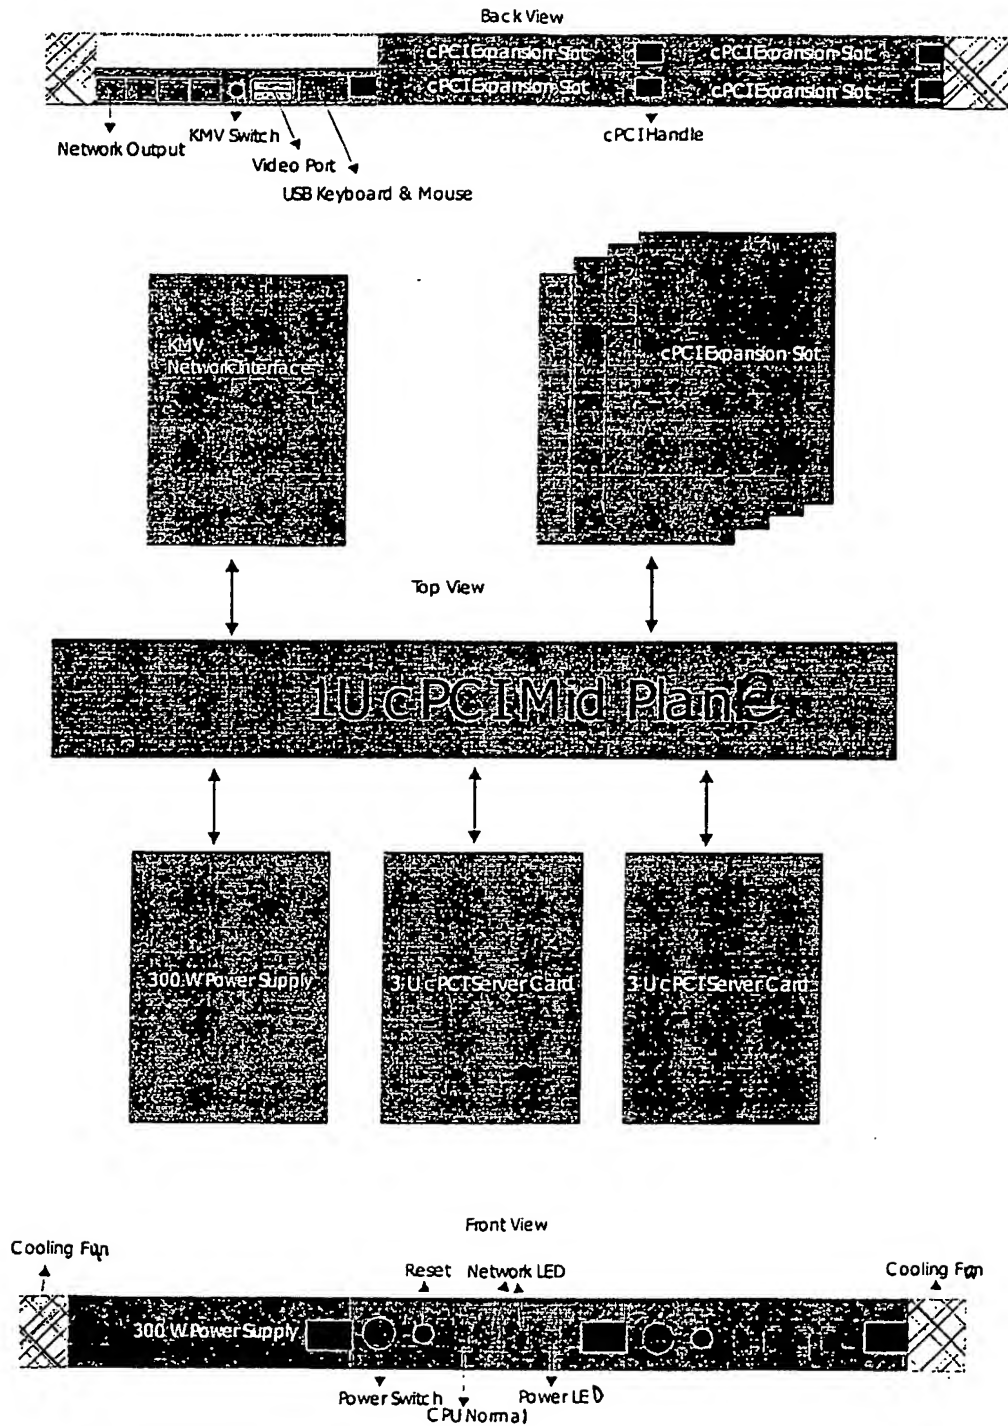 Back View
cPCI Expansion Slot
cPCI Expansion Slot
cPCI Expansion Slot
cPCI Expansion Slot
Network Output
KMV Switch
Video Port
USB Keyboard & Mouse
cPCI Handle
KMV
Network Interface
cPCI Expansion Slot
Top View
1U cPCI Mid Plane
300 W Power Supply
3U cPCI Server Card
3U cPCI Server Card
Front View
Cooling Fan
Reset
Network LED
Cooling Fan
300 W Power Supply
Power Switch
CPU Normal
Power LED